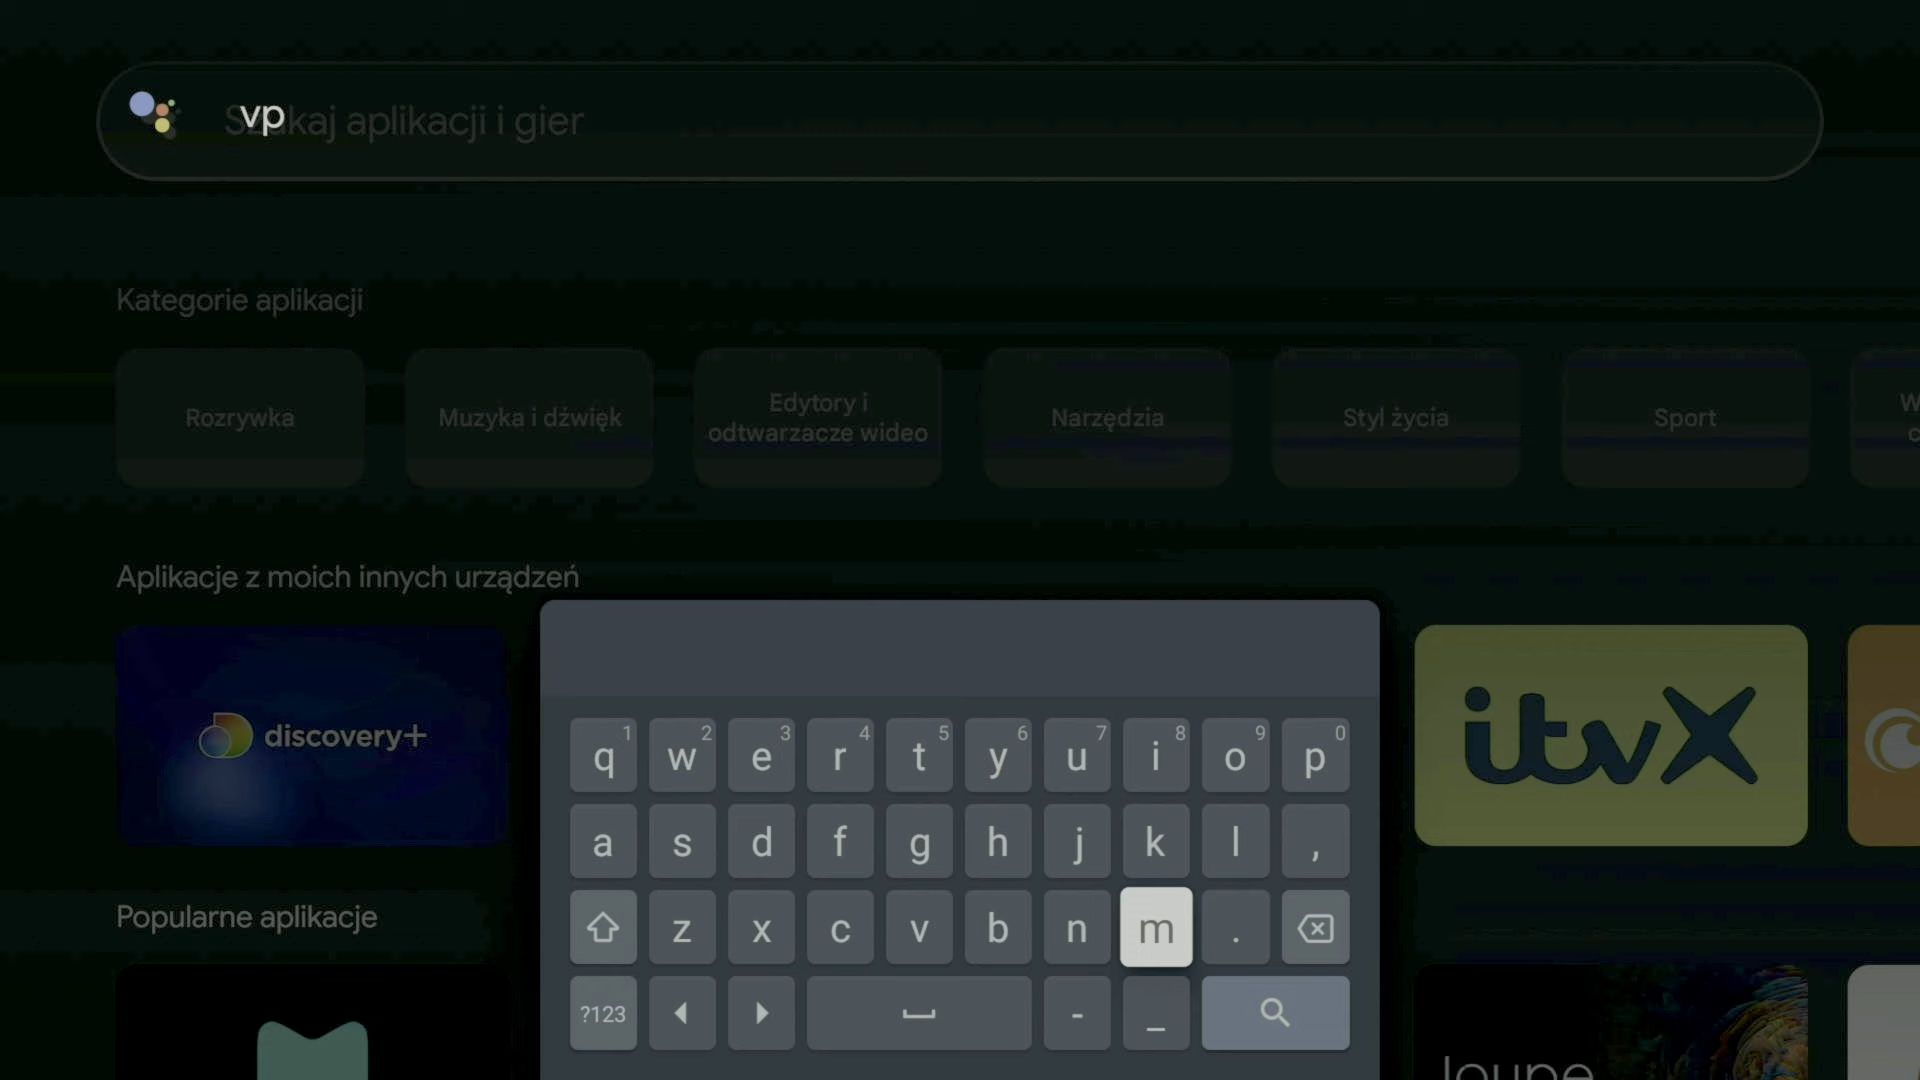 vp
Szukaj aplikacji i gier
Kategorie aplikacji
Rozrywka
Muzyka i dźwięk
Edytory i
odtwarzacze wideo
Narzędzia
Styl życia
Sport
Aplikacje z moich innych urządzeń
discovery+
itvX
q 1 w 2 e 3 r 4 t 5 y 6 u 7 i 8 o 9 p 0
a s d f g h j k l ,
z x c v b n m .
?123 - _
Popularne aplikacje
loupe